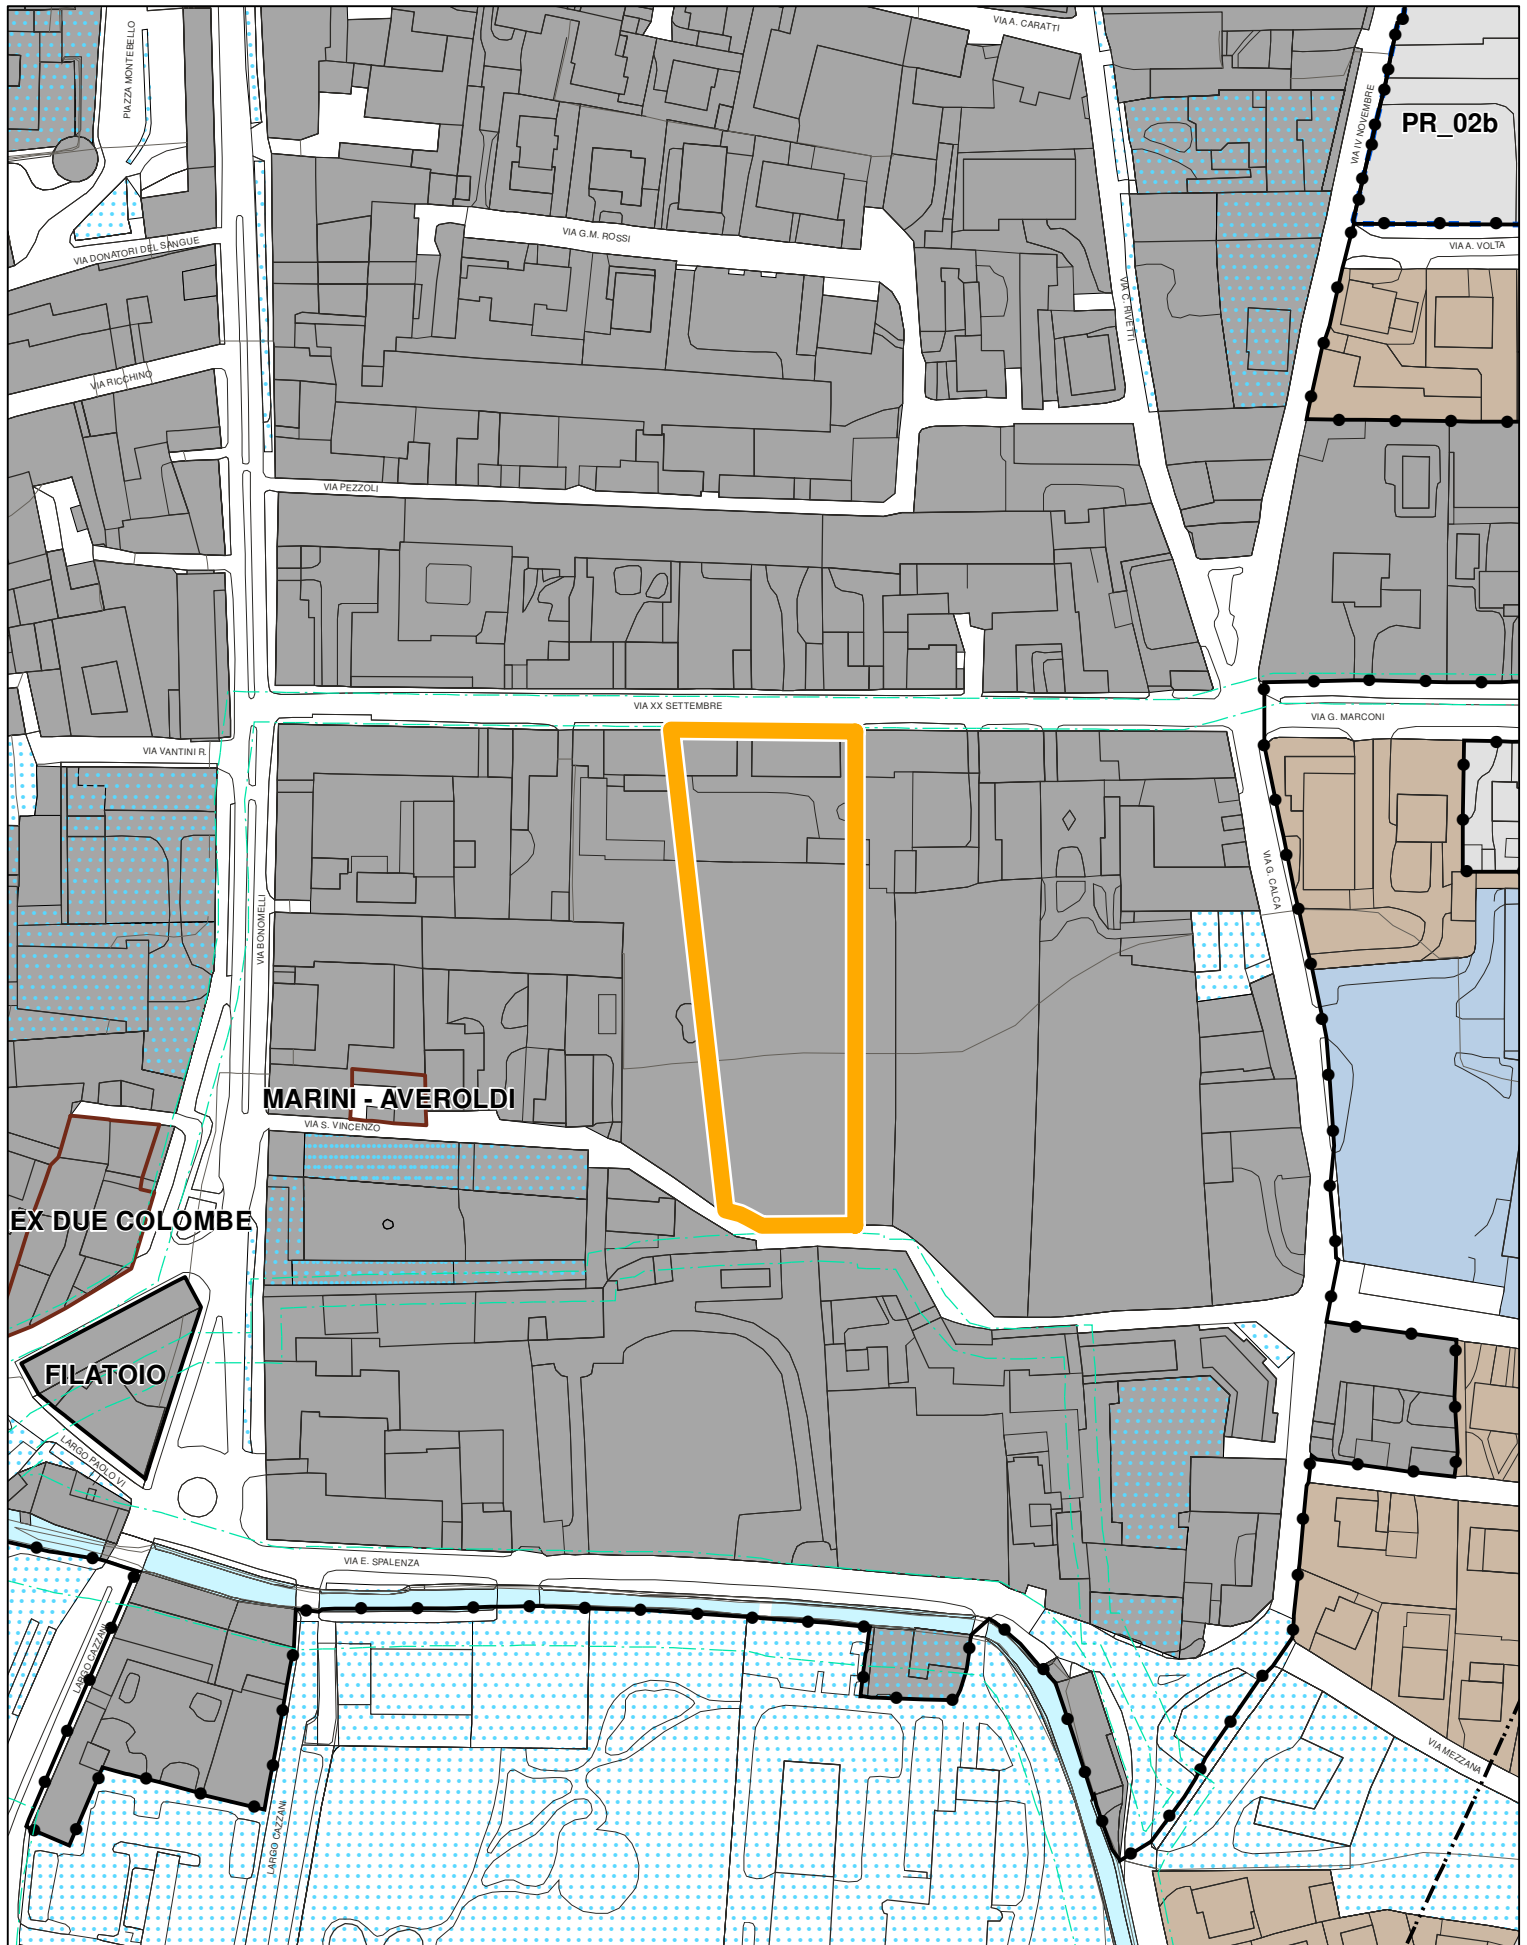 VIA A. CARATTI
PIAZZA MONTEBELLO
VIA IV NOVEMBRE
PR_02b
VIA G.M. ROSSI
VIA DONATORI DEL SANGUE
VIA A. VOLTA
VIA C. RIVETTI
VIA RICCHINO
VIA PEZZOLI
VIA XX SETTEMBRE
VIA G. MARCONI
VIA VANTINI R.
VIA G. CALCA
VIA BONOMELLI
MARINI - AVEROLDI
VIA S. VINCENZO
EX DUE COLOMBE
FILATOIO
LARGO PAOLO VI
VIA E. SPALENZA
LARGO CAZZANI
VIA MEZZANA
LARGO CAZZANI